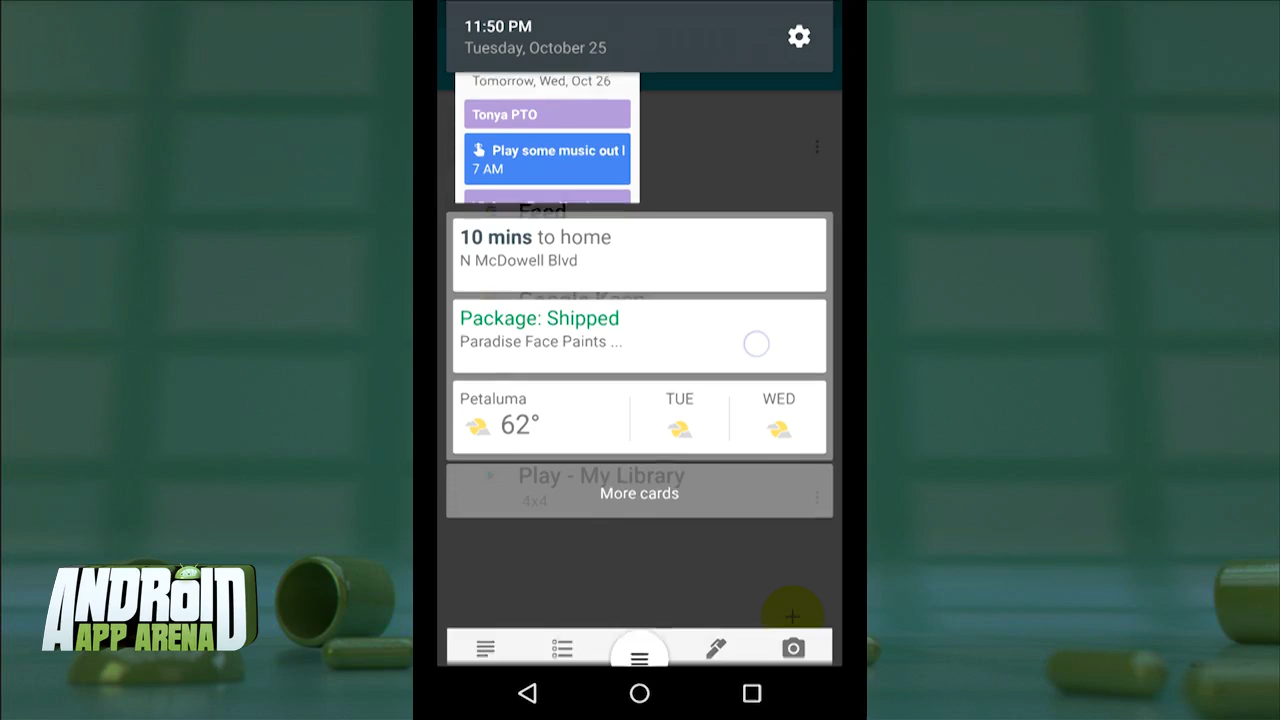 11:50 PM
Tuesday, October 25
Tomorrow, Wed, Oct 26
Tonya PTO
Play some music out
7 AM
Feed
10 mins to home
N McDowell Blvd
Google Keep
Package: Shipped
Paradise Face Paints ...
Petaluma
62°
TUE
WED
Play - My Library
4x4
More cards
ANDROID
APP ARENA